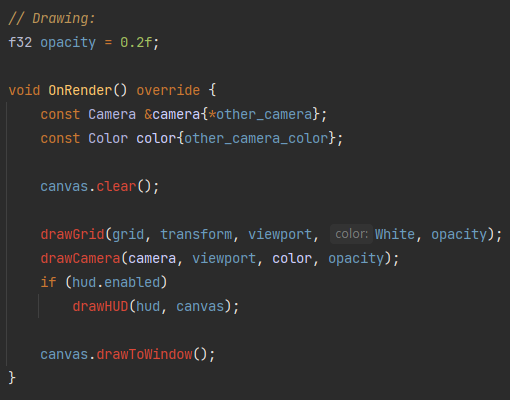 // Drawing:
f32 opacity = 0.2f;
void OnRender() override {
const Camera &camera{*other_camera};
const Color color{other_camera_color};
canvas.clear();
drawGrid(grid, transform, viewport, color: White, opacity);
drawCamera(camera, viewport, color, opacity);
if (hud.enabled)
drawHUD(hud, canvas);
canvas.drawToWindow();
}